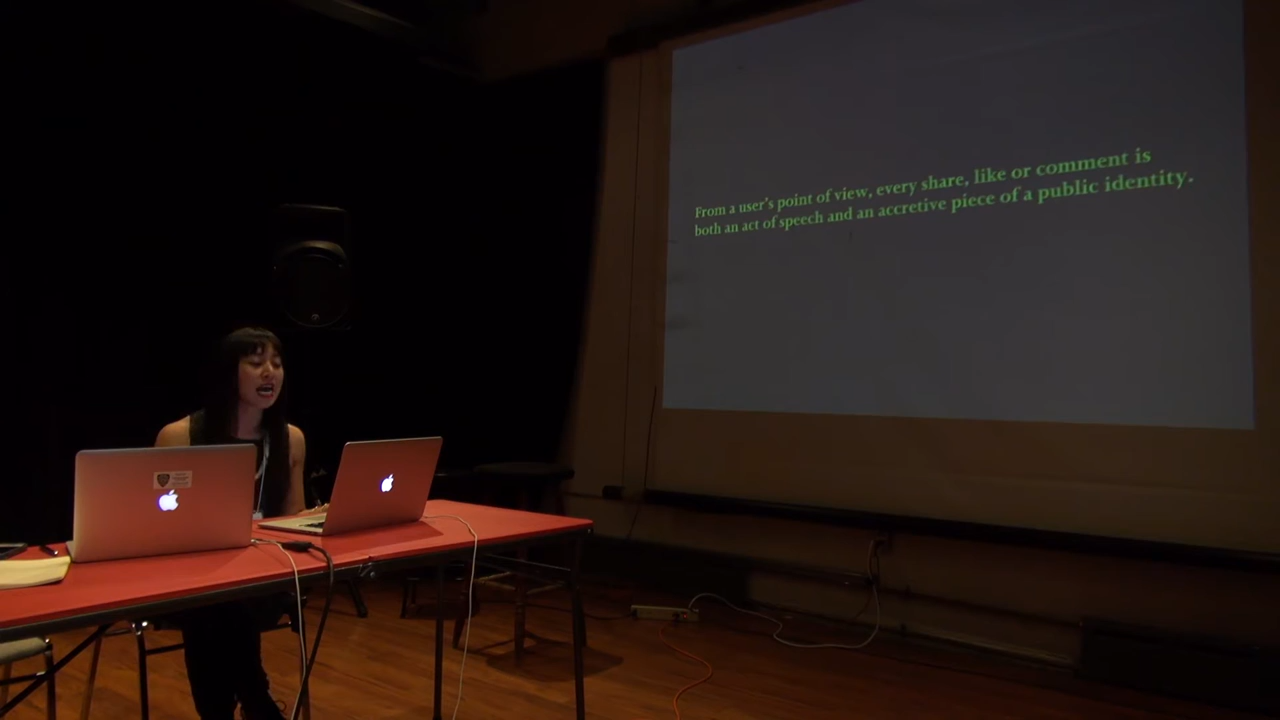 From a user's point of view, every share, like or comment is
both an act of speech and an accretive piece of a public identity.